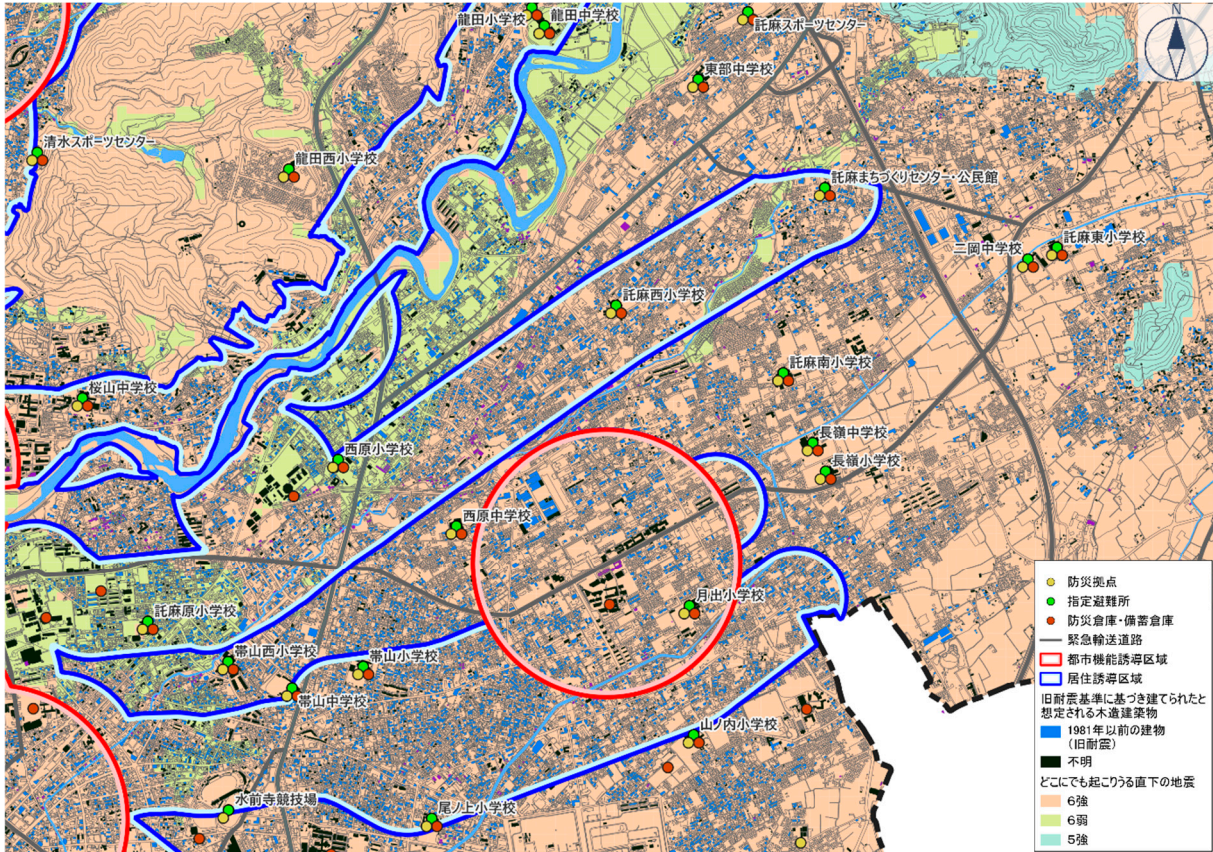 龍田小学校
龍田中学校
託麻スポーツセンター
N
東部中学校
清水スポーツセンター
龍田西小学校
託麻まちづくりセンター・公民館
二岡中学校
託麻東小学校
託麻西小学校
託麻南小学校
桜山中学校
長嶺中学校
西原小学校
長嶺小学校
西原中学校
月出小学校
託麻原小学校
帯山西小学校
帯山小学校
帯山中学校
山ノ内小学校
水前寺競技場
尾ノ上小学校
防災拠点
指定避難所
防災倉庫・備蓄倉庫
緊急輸送道路
都市機能誘導区域
居住誘導区域
旧耐震基準に基づき建てられたと
想定される木造建築物
1981年以前の建物
(旧耐震)
不明
どこにでも起こりうる直下の地震
6強
6弱
5強